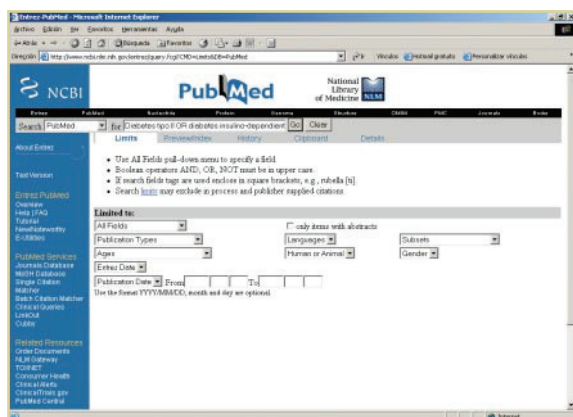 Entrez-PubMed - Microsoft Internet Explorer
Archivo Edición Ver Favoritos Herramientas Ayuda
Atrás Búsqueda Favoritos
Dirección http://www.ncbi.nlm.nih.gov/entrez/query.fcgi?CMD=Limits&DB=PubMed Ir Vínculos Hotmail gratuito Personalizar vínculos
NCBI PubMed National Library of Medicine NLM
Entrez PubMed Nucleotide Protein Genome Structure OMIM PMC Journals Books
Search PubMed for Diabetes tipo II OR diabetes insulino-dependient Go Clear
Limits Preview/Index History Clipboard Details
About Entrez
Text Version
Entrez PubMed
Overview
Help | FAQ
Tutorial
New/Noteworthy
E-Utilities
PubMed Services
Journals Database
MeSH Database
Single Citation Matcher
Batch Citation Matcher
Clinical Queries
LinkOut
Cubby
Related Resources
Order Documents
NLM Gateway
TOXNET
Consumer Health
Clinical Alerts
ClinicalTrials.gov
PubMed Central
• Use All Fields pull-down menu to specify a field.
• Boolean operators AND, OR, NOT must be in upper case.
• If search fields tags are used enclose in square brackets, e.g., rubella [ti].
• Search limits may exclude in process and publisher supplied citations.
Limited to:
All Fields only items with abstracts
Publication Types Languages Subsets
Ages Human or Animal Gender
Entrez Date
Publication Date From To
Use the format YYYY/MM/DD; month and day are optional.
Internet